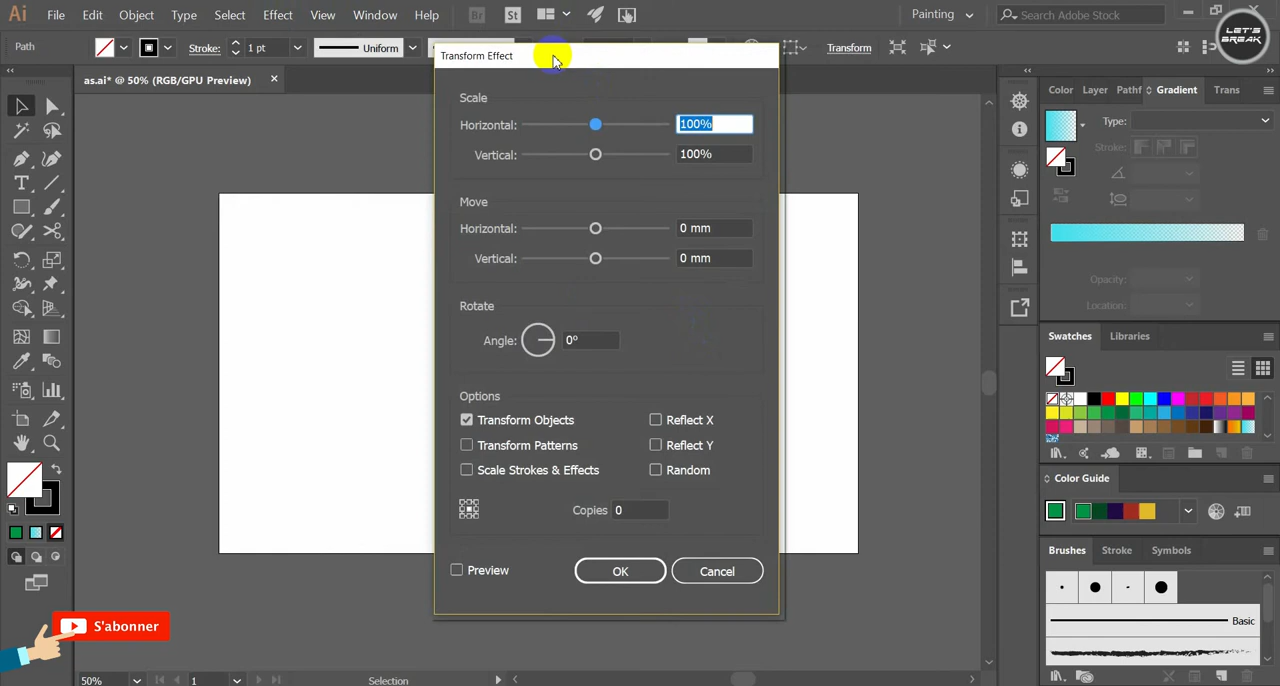 Ai File Edit Object Type Select Effect View Window Help Br St Painting Search Adobe Stock
LET'S BREAK
Path Stroke: 1 pt Uniform Transform
Transform Effect
as.ai* @ 50% (RGB/GPU Preview)
Scale
Horizontal: 100%
Vertical: 100%
Move
Horizontal: 0 mm
Vertical: 0 mm
Rotate
Angle: 0°
Options
Transform Objects Reflect X
Transform Patterns Reflect Y
Scale Strokes & Effects Random
Copies 0
Preview OK Cancel
Color Layer Pathf Gradient Trans
Type:
Stroke:
Opacity:
Location:
Swatches Libraries
Color Guide
Brushes Stroke Symbols
Basic
S'abonner
50% 1 Selection